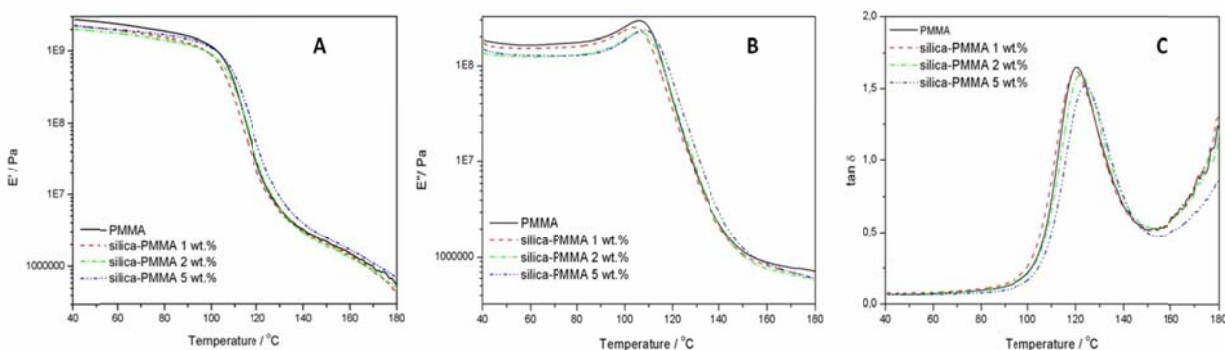 A
1E9
1E8
1E7
1000000
E' / Pa
PMMA
silica-PMMA 1 wt.%
silica-PMMA 2 wt.%
silica-PMMA 5 wt.%
40 60 80 100 120 140 160 180
Temperature / °C
B
1E8
1E7
1000000
E''/ Pa
PMMA
silica-PMMA 1 wt.%
silica-PMMA 2 wt.%
silica-PMMA 5 wt.%
40 60 80 100 120 140 160 180
Temperature / °C
C
2,0
1,5
1,0
0,5
0,0
tan δ
PMMA
silica-PMMA 1 wt.%
silica-PMMA 2 wt.%
silica-PMMA 5 wt.%
40 60 80 100 120 140 160 180
Temperature / °C